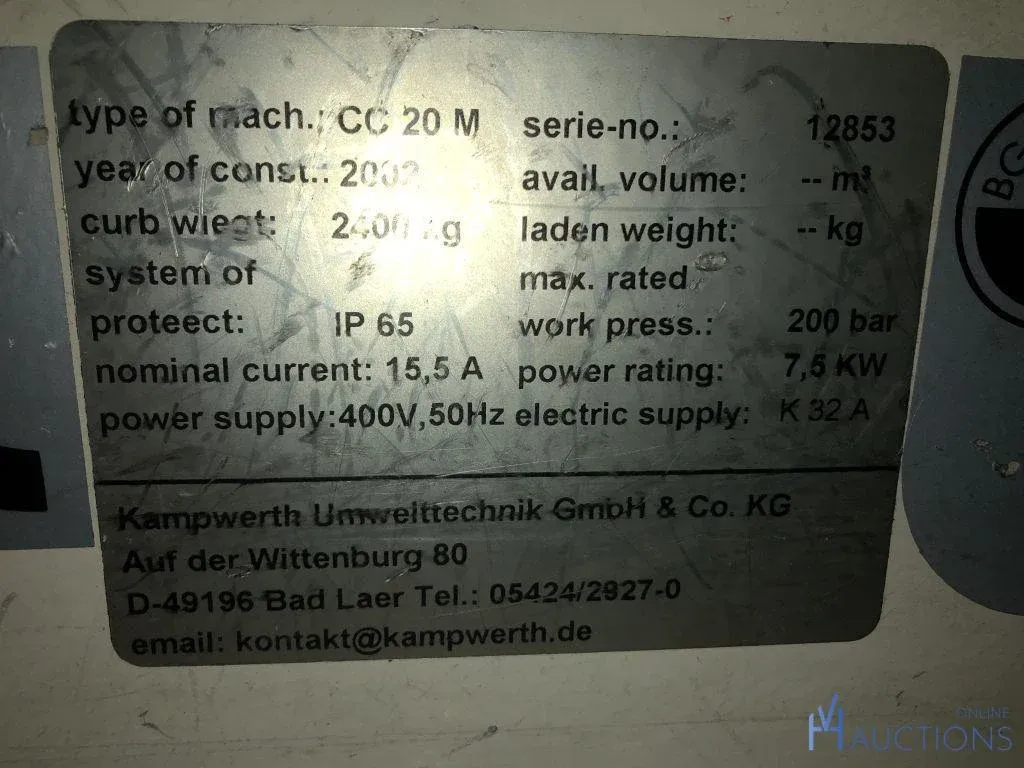 type of mach.: CC 20 M serie-no.: 12853
year of const.: avail. volume: -- m³
curb wiegt: 2400 kg laden weight: -- kg
system of max. rated
proteect: IP 65 work press.: 200 bar
nominal current: 15,5 A power rating: 7,5 KW
power supply:400V,50Hz electric supply: K 32 A
Kampwerth Umwelttechnik GmbH & Co. KG
Auf der Wittenburg 80
D-49196 Bad Laer Tel.: 05424/2927-0
email: kontakt@kampwerth.de
BG
ONLINE
AUCTIONS